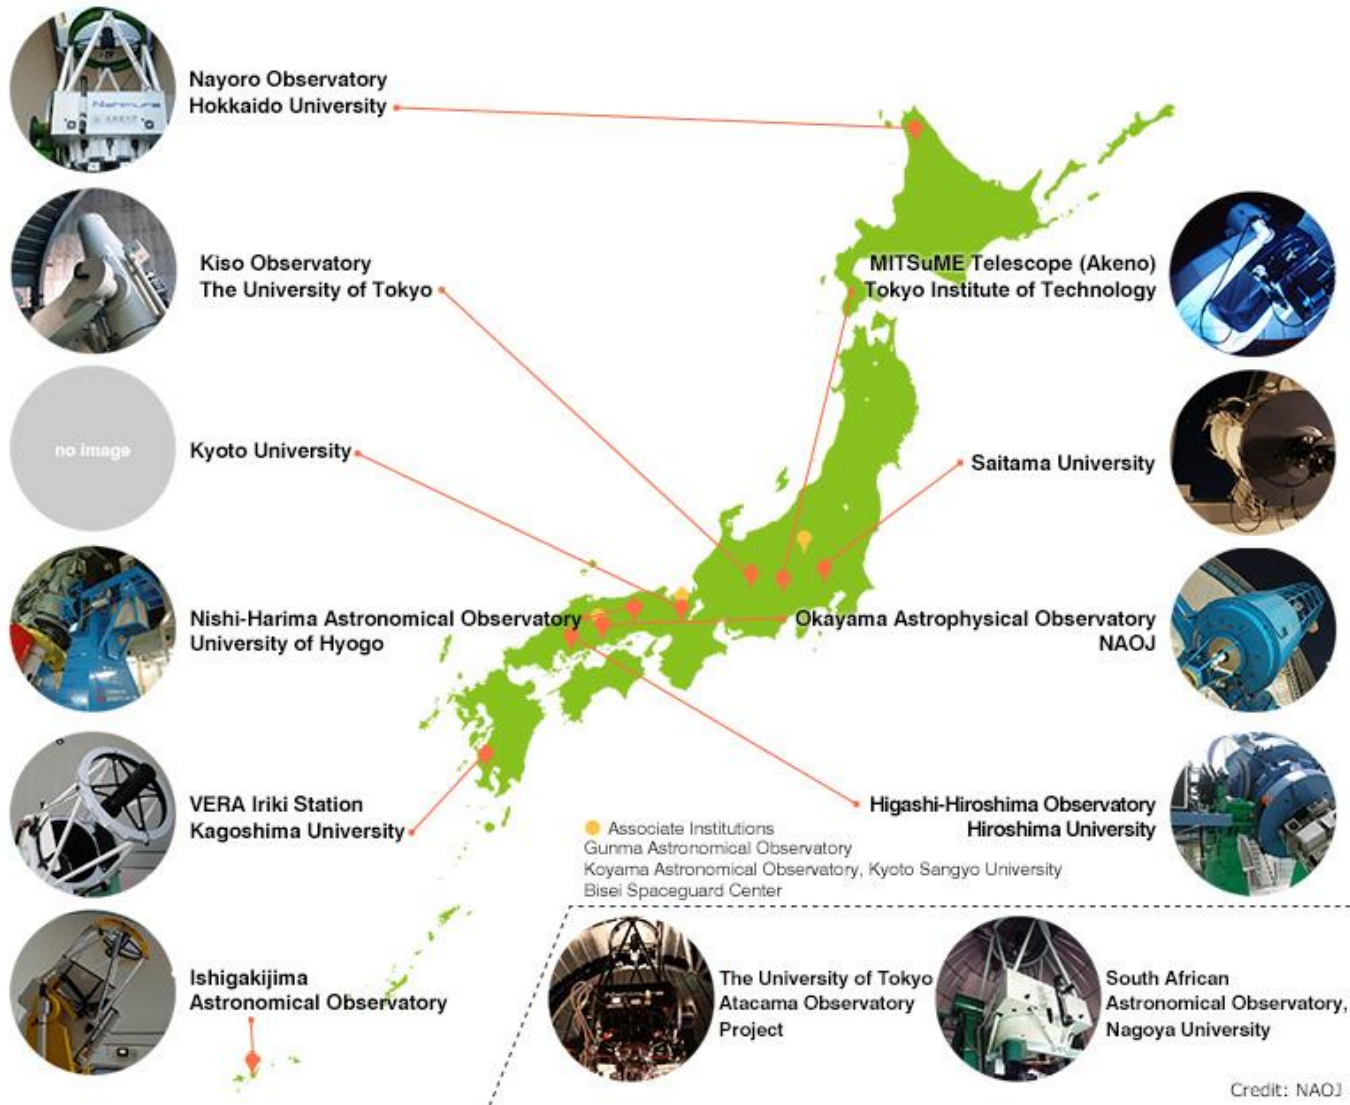 Nayoro Observatory
Hokkaido University
Kiso Observatory
The University of Tokyo
MITSuME Telescope (Akeno)
Tokyo Institute of Technology
no image
Kyoto University
Saitama University
Nishi-Harima Astronomical Observatory
University of Hyogo
Okayama Astrophysical Observatory
NAOJ
VERA Iriki Station
Kagoshima University
Higashi-Hiroshima Observatory
Hiroshima University
Associate Institutions
Gunma Astronomical Observatory
Koyama Astronomical Observatory, Kyoto Sangyo University
Bisei Spaceguard Center
Ishigakijima
Astronomical Observatory
The University of Tokyo
Atacama Observatory
Project
South African
Astronomical Observatory,
Nagoya University
Credit: NAOJ